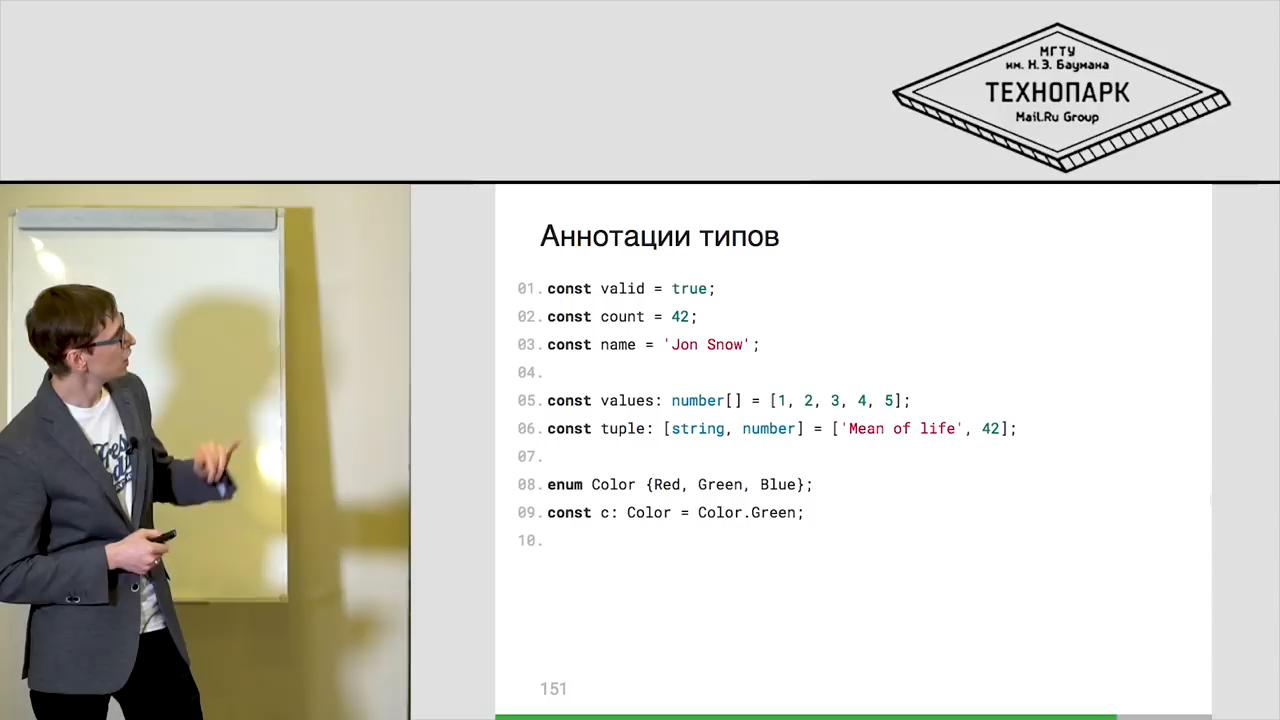 МГТУ
им. Н.Э. Баумана
ТЕХНОПАРК
Mail.Ru Group
Аннотации типов
01. const valid = true;
02. const count = 42;
03. const name = 'Jon Snow';
04.
05. const values: number[] = [1, 2, 3, 4, 5];
06. const tuple: [string, number] = ['Mean of life', 42];
07.
08. enum Color {Red, Green, Blue};
09. const c: Color = Color.Green;
10.
151